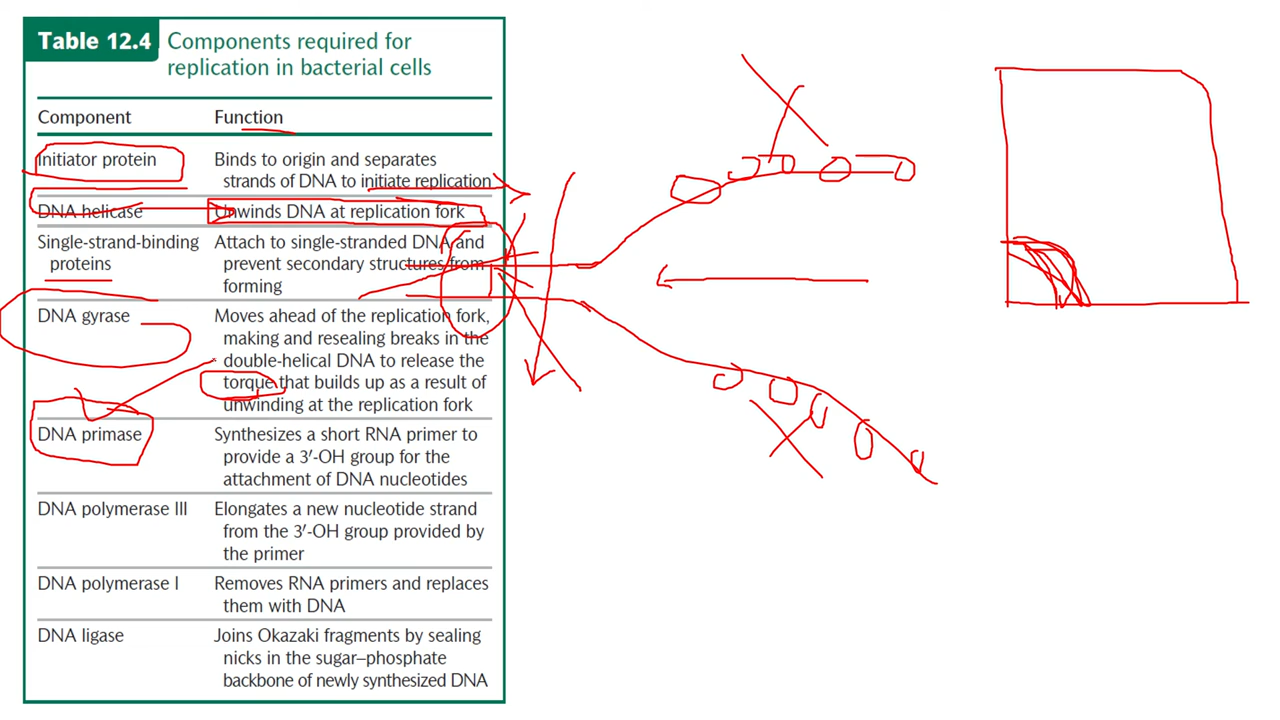 Table 12.4 Components required for
replication in bacterial cells
Component Function
Initiator protein Binds to origin and separates
strands of DNA to initiate replication
DNA helicase Unwinds DNA at replication fork
Single-strand-binding Attach to single-stranded DNA and
proteins prevent secondary structures from
forming
DNA gyrase Moves ahead of the replication fork,
making and resealing breaks in the
double-helical DNA to release the
torque that builds up as a result of
unwinding at the replication fork
DNA primase Synthesizes a short RNA primer to
provide a 3′-OH group for the
attachment of DNA nucleotides
DNA polymerase III Elongates a new nucleotide strand
from the 3′-OH group provided by
the primer
DNA polymerase I Removes RNA primers and replaces
them with DNA
DNA ligase Joins Okazaki fragments by sealing
nicks in the sugar–phosphate
backbone of newly synthesized DNA